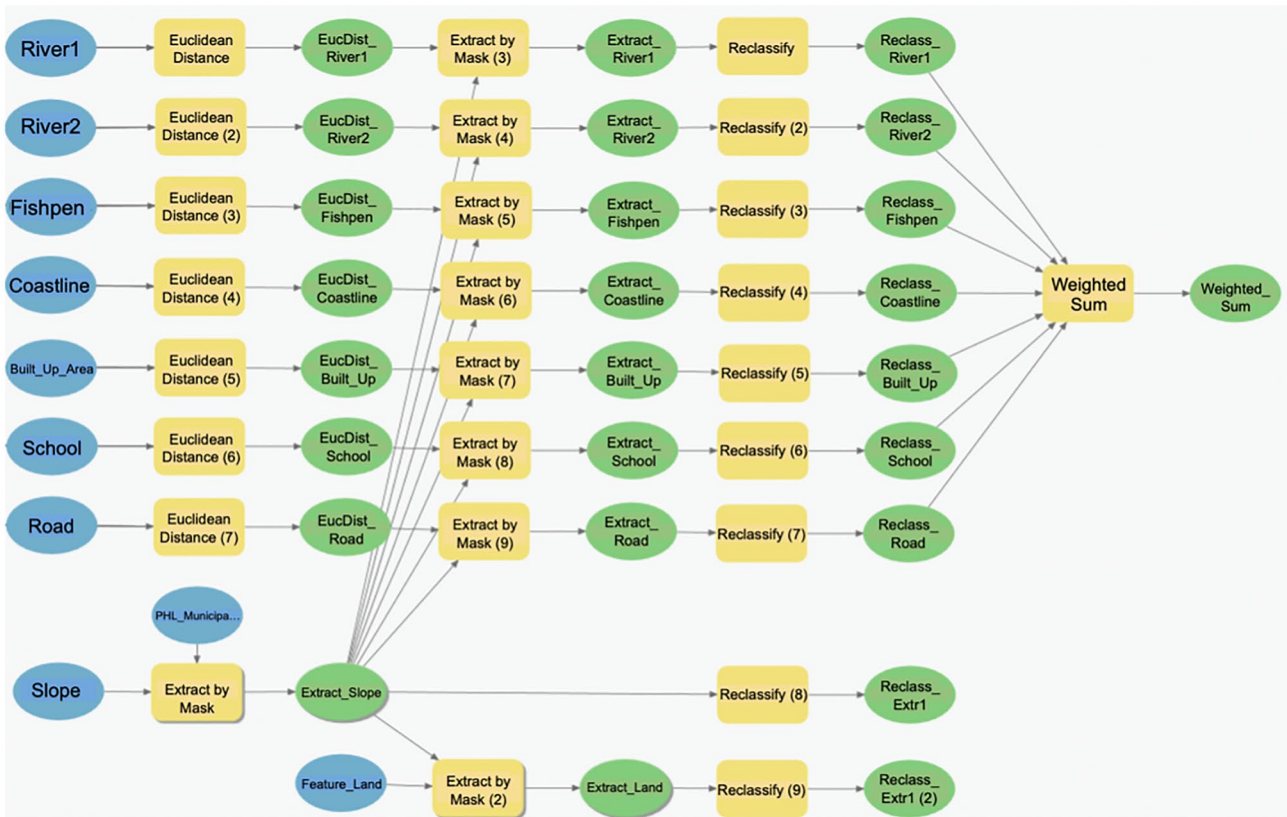 River1
Euclidean
Distance
EucDist_
River1
Extract by
Mask (3)
Extract_
River1
Reclassify
Reclass_
River1
River2
Euclidean
Distance (2)
EucDist_
River2
Extract by
Mask (4)
Extract_
River2
Reclassify (2)
Reclass_
River2
Fishpen
Euclidean
Distance (3)
EucDist_
Fishpen
Extract by
Mask (5)
Extract_
Fishpen
Reclassify (3)
Reclass_
Fishpen
Coastline
Euclidean
Distance (4)
EucDist_
Coastline
Extract by
Mask (6)
Extract_
Coastline
Reclassify (4)
Reclass_
Coastline
Weighted
Sum
Weighted_
Sum
Built_Up_Area
Euclidean
Distance (5)
EucDist_
Built_Up
Extract by
Mask (7)
Extract_
Built_Up
Reclassify (5)
Reclass_
Built_Up
School
Euclidean
Distance (6)
EucDist_
School
Extract by
Mask (8)
Extract_
School
Reclassify (6)
Reclass_
School
Road
Euclidean
Distance (7)
EucDist_
Road
Extract by
Mask (9)
Extract_
Road
Reclassify (7)
Reclass_
Road
PHL_Municipa...
Slope
Extract by
Mask
Extract_Slope
Reclassify (8)
Reclass_
Extr1
Feature_Land
Extract by
Mask (2)
Extract_Land
Reclassify (9)
Reclass_
Extr1 (2)